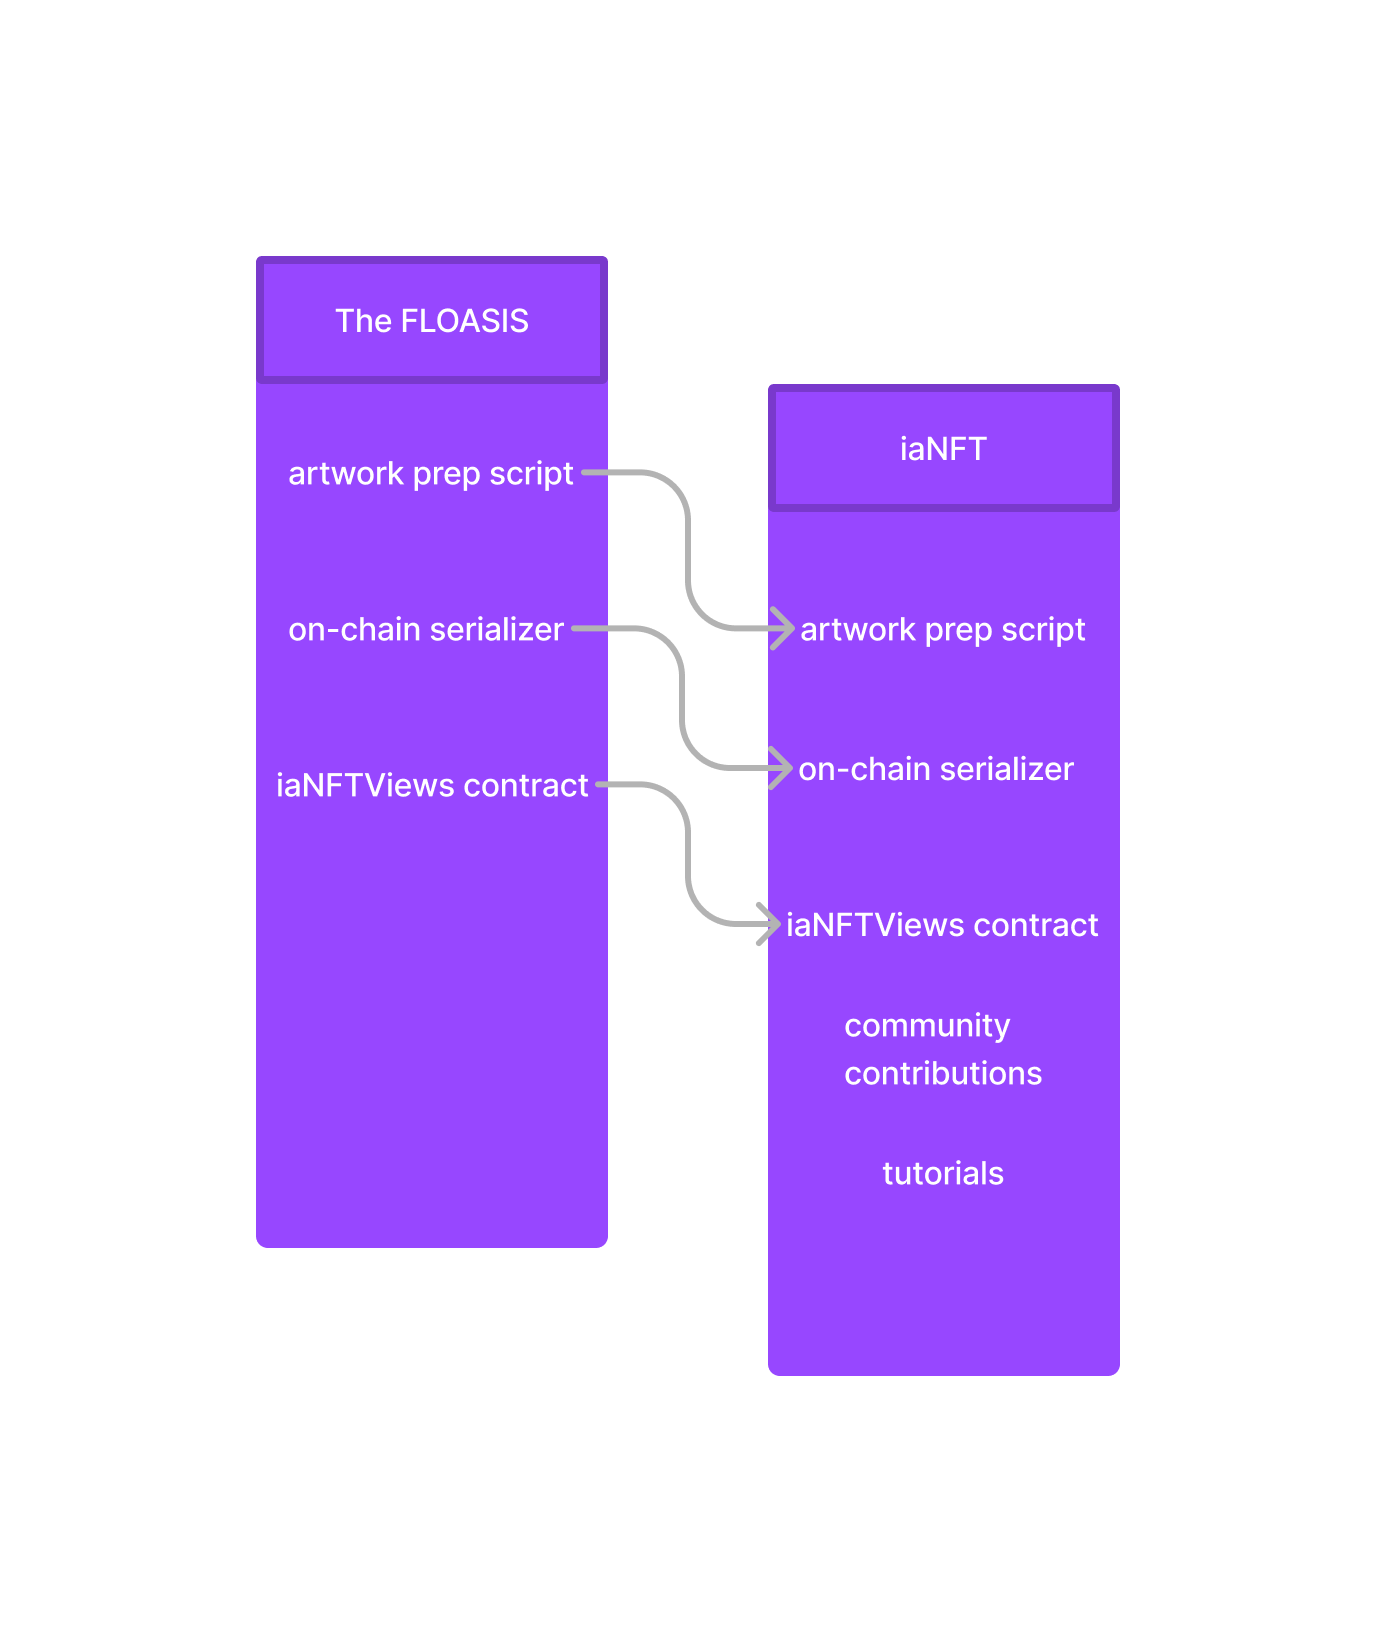 The FLOASIS
artwork prep script
on-chain serializer
iaNFTViews contract
iaNFT
artwork prep script
on-chain serializer
iaNFTViews contract
community
contributions
tutorials